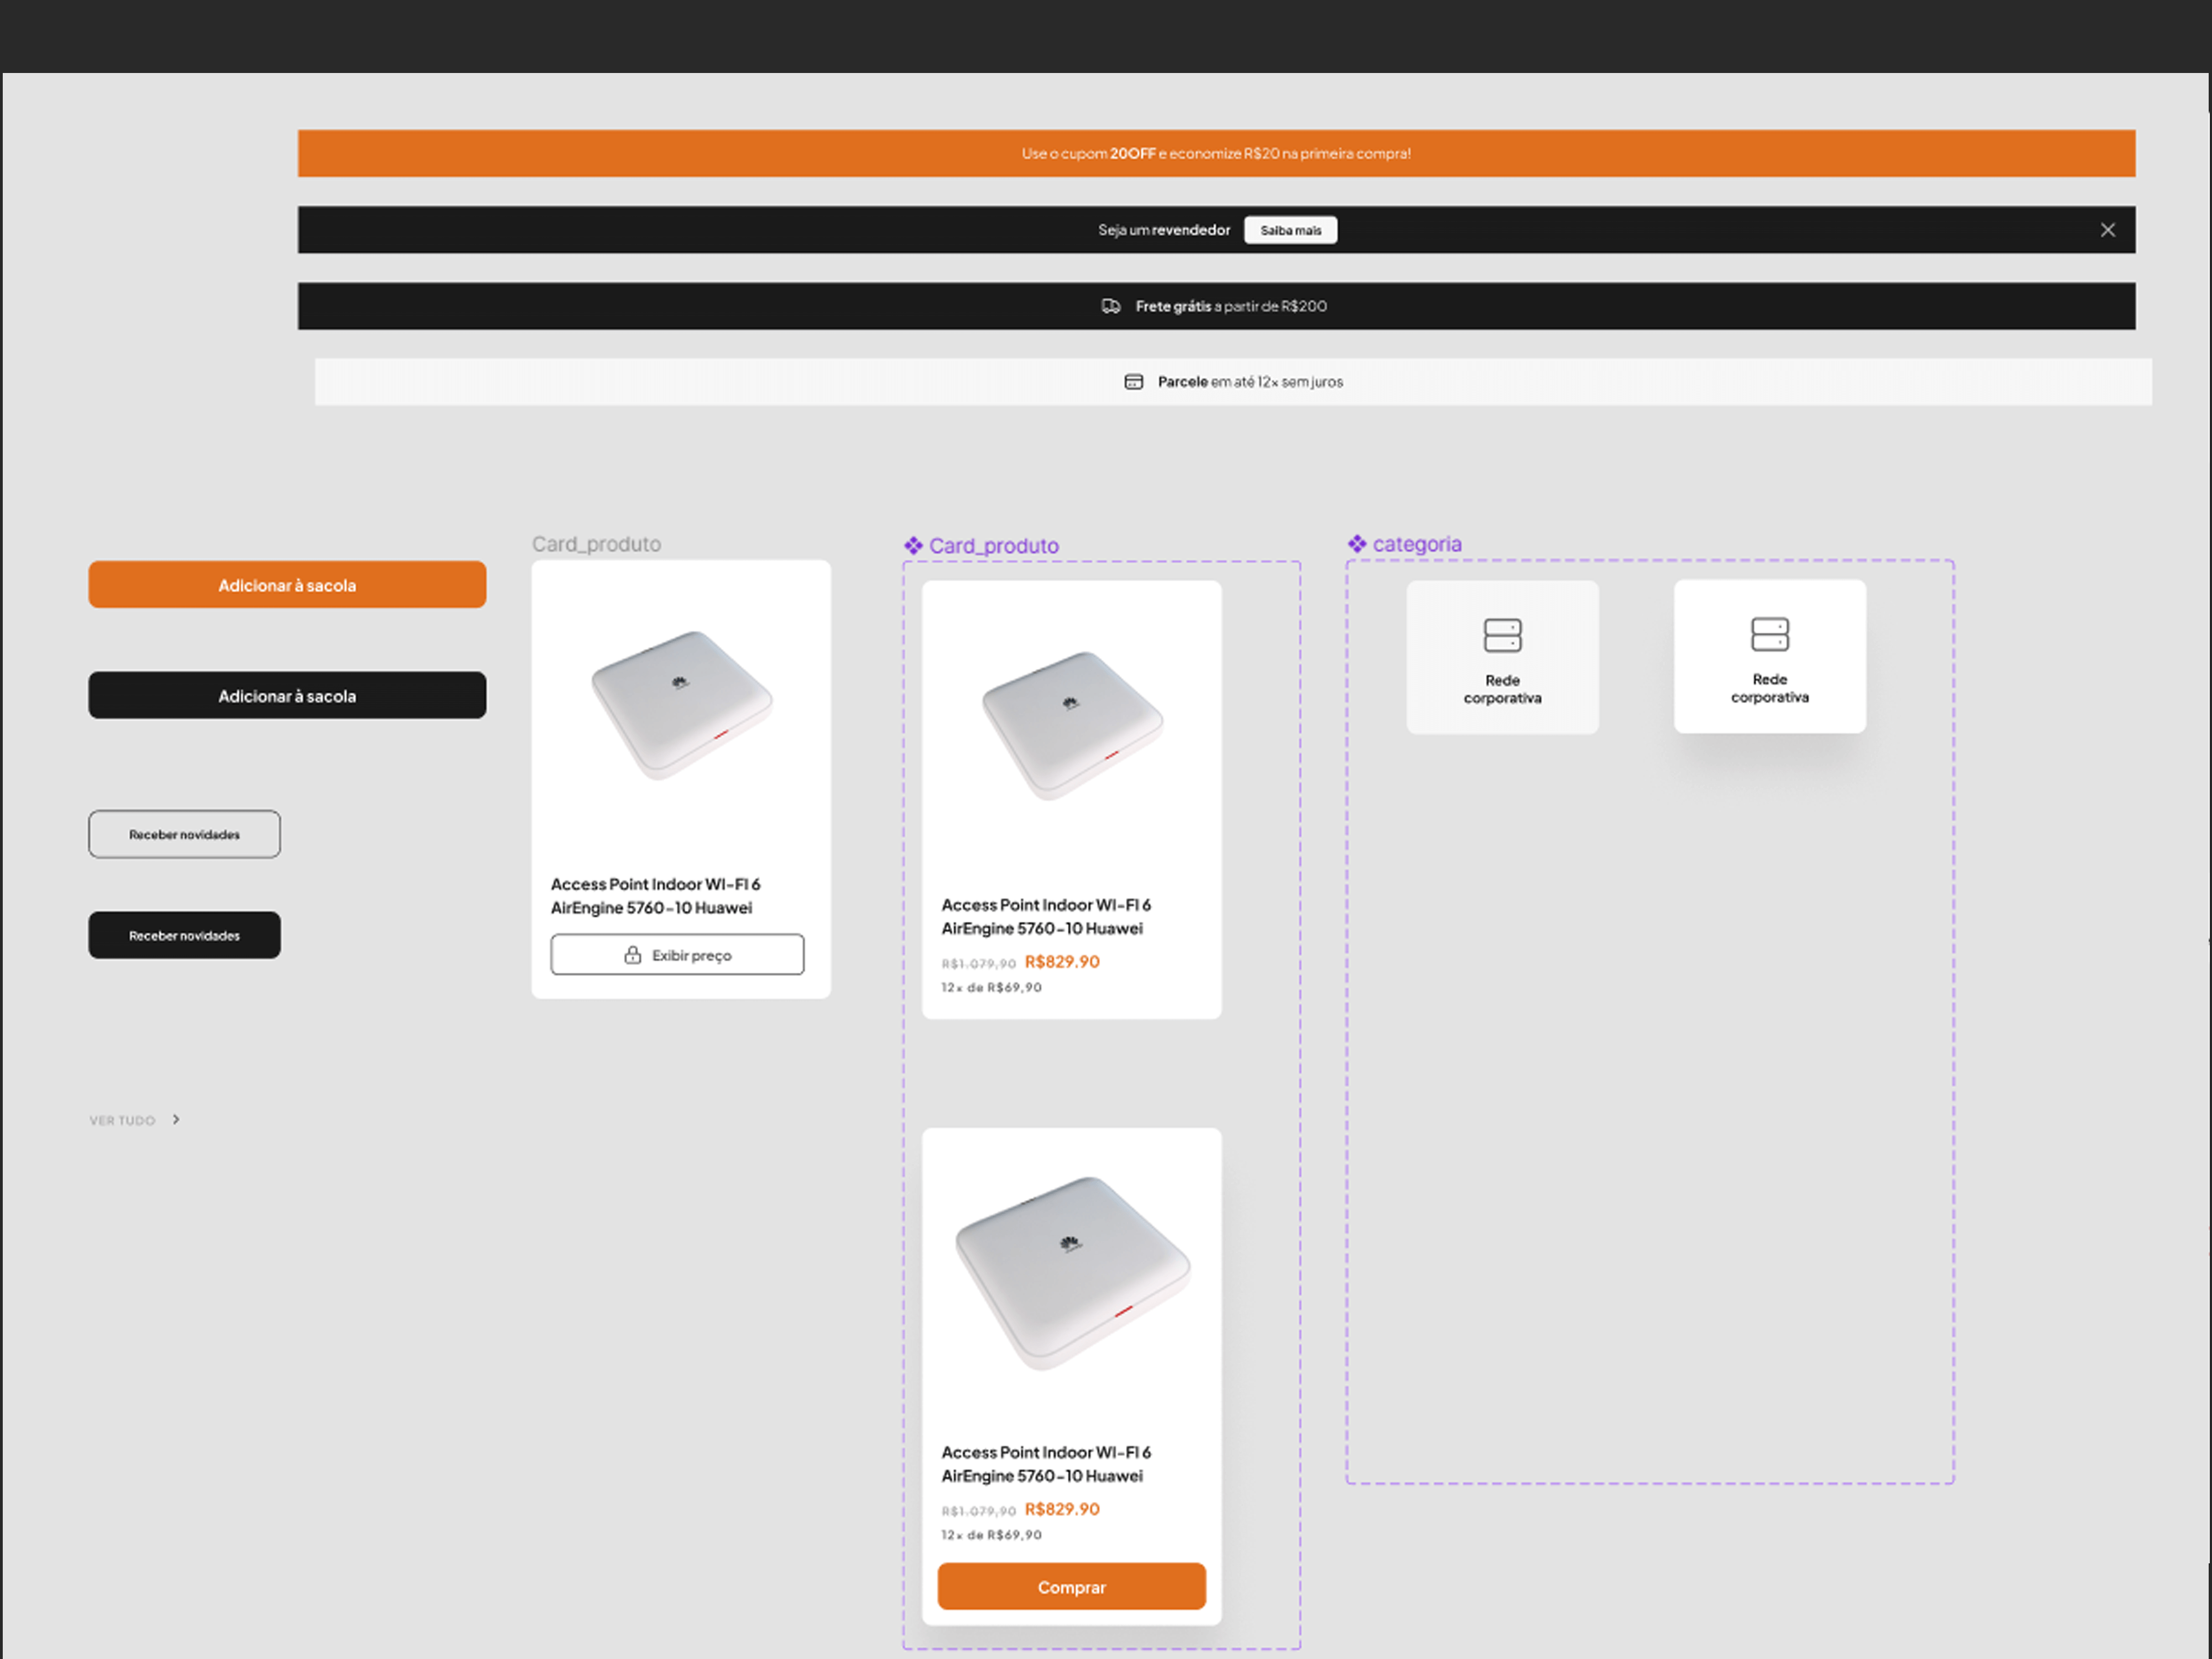 Use o cupom 20OFF e economize R$20 na primeira compra!
Seja um revendedor Saiba mais
Frete grátis a partir de R$200
Parcele em até 12x sem juros
Adicionar à sacola
Adicionar à sacola
Receber novidades
Receber novidades
VER TUDO
Card_produto
Access Point Indoor WI-FI 6
AirEngine 5760-10 Huawei
Exibir preço
Card_produto
Access Point Indoor WI-FI 6
AirEngine 5760-10 Huawei
R$1.079,90 R$829.90
12x de R$69,90
Access Point Indoor WI-FI 6
AirEngine 5760-10 Huawei
R$1.079,90 R$829.90
12x de R$69,90
Comprar
categoria
Rede
corporativa
Rede
corporativa